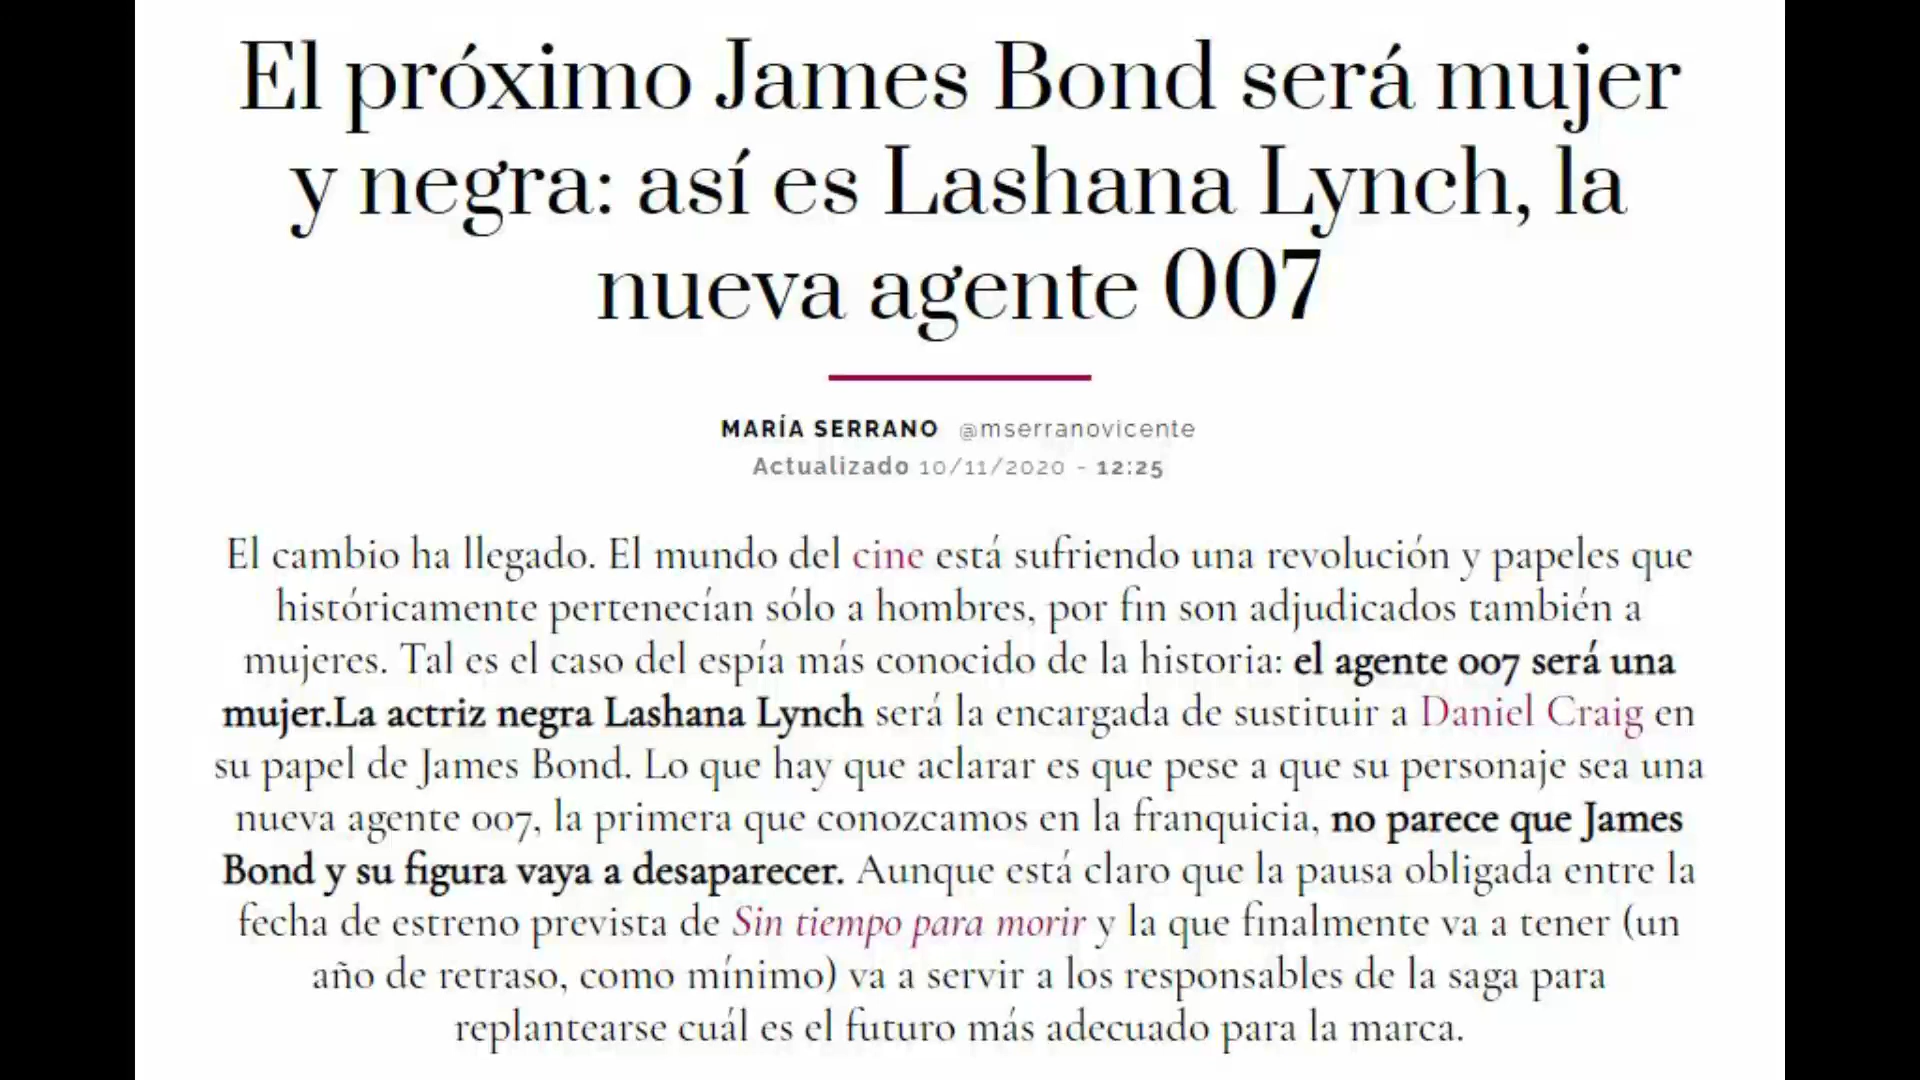 El próximo James Bond será mujer
y negra: así es Lashana Lynch, la
nueva agente 007
MARÍA SERRANO @mserranovicente
Actualizado 10/11/2020 - 12:25
El cambio ha llegado. El mundo del cine está sufriendo una revolución y papeles que
históricamente pertenecían sólo a hombres, por fin son adjudicados también a
mujeres. Tal es el caso del espía más conocido de la historia: el agente 007 será una
mujer.La actriz negra Lashana Lynch será la encargada de sustituir a Daniel Craig en
su papel de James Bond. Lo que hay que aclarar es que pese a que su personaje sea una
nueva agente 007, la primera que conozcamos en la franquicia, no parece que James
Bond y su figura vaya a desaparecer. Aunque está claro que la pausa obligada entre la
fecha de estreno prevista de Sin tiempo para morir y la que finalmente va a tener (un
año de retraso, como mínimo) va a servir a los responsables de la saga para
replantearse cuál es el futuro más adecuado para la marca.